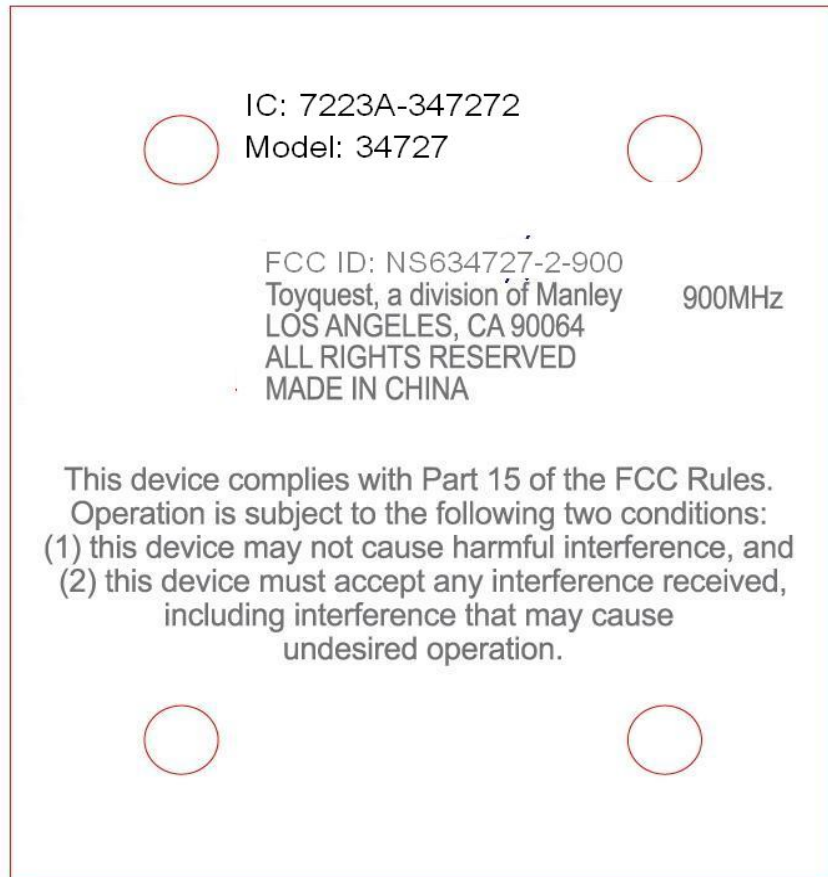 IC: 7223A-347272
Model: 34727
FCC ID: NS634727-2-900
Toyquest, a division of Manley 900MHz
LOS ANGELES, CA 90064
ALL RIGHTS RESERVED
MADE IN CHINA
This device complies with Part 15 of the FCC Rules.
Operation is subject to the following two conditions:
(1) this device may not cause harmful interference, and
(2) this device must accept any interference received,
including interference that may cause
undesired operation.